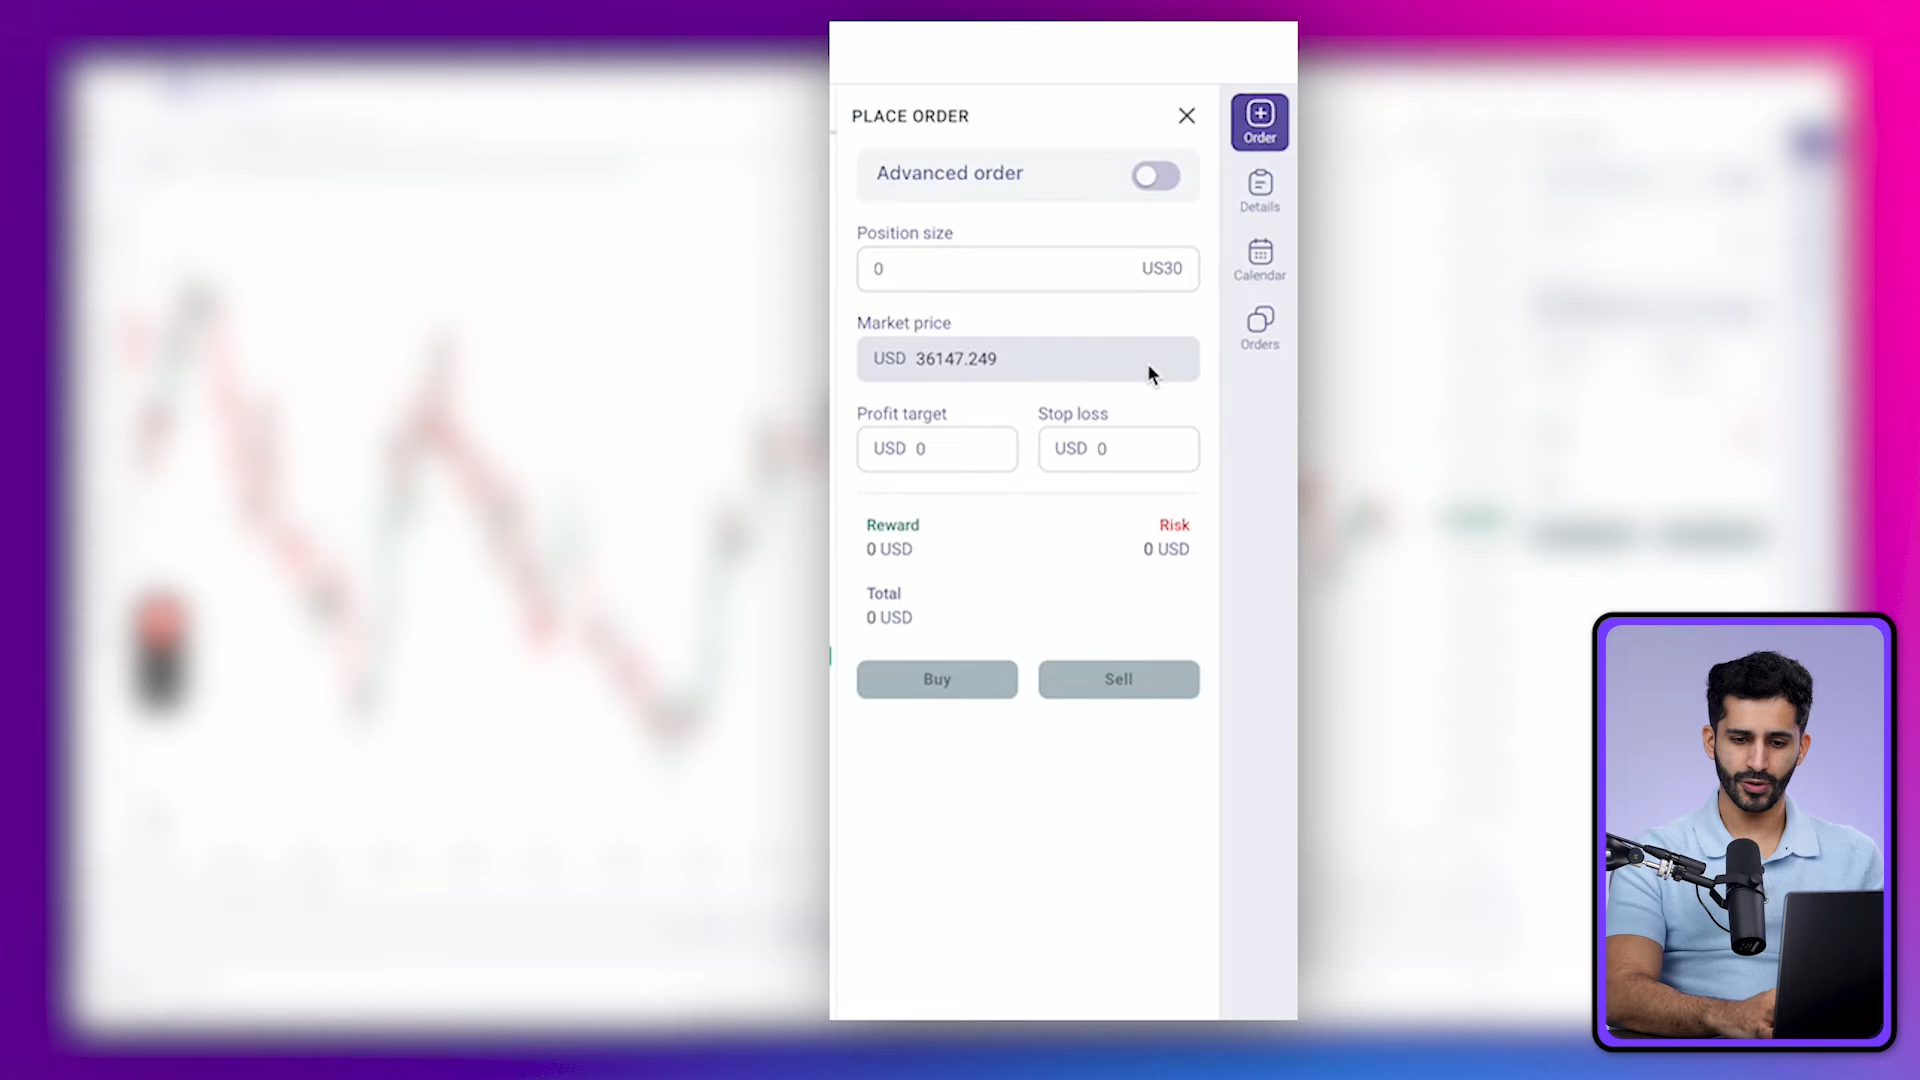 PLACE ORDER
Advanced order
Position size
0 US30
Market price
USD 36147.249
Profit target Stop loss
USD 0 USD 0
Reward Risk
0 USD 0 USD
Total
0 USD
Buy Sell
Order
Details
Calendar
Orders